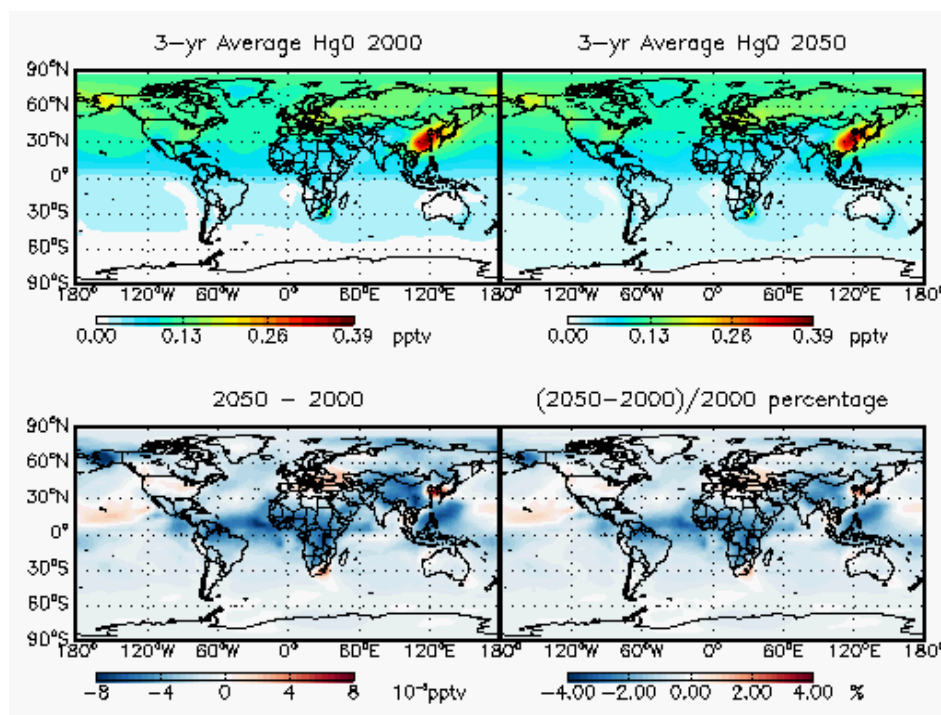 3-yr Average Hg0 2000
3-yr Average Hg0 2050
90°N
60°N
30°N
0°
30°S
60°S
90°S
180° 120°W 60°W 0° 60°E 120°E 180° 120°W 60°W 0° 60°E 120°E 180°
0.00 0.13 0.26 0.39 pptv
0.00 0.13 0.26 0.39 pptv
2050 - 2000
(2050-2000)/2000 percentage
90°N
60°N
30°N
0°
30°S
60°S
90°S
180° 120°W 60°W 0° 60°E 120°E 180° 120°W 60°W 0° 60°E 120°E 180°
-8 -4 0 4 8 10⁻³pptv
-4.00 -2.00 0.00 2.00 4.00 %